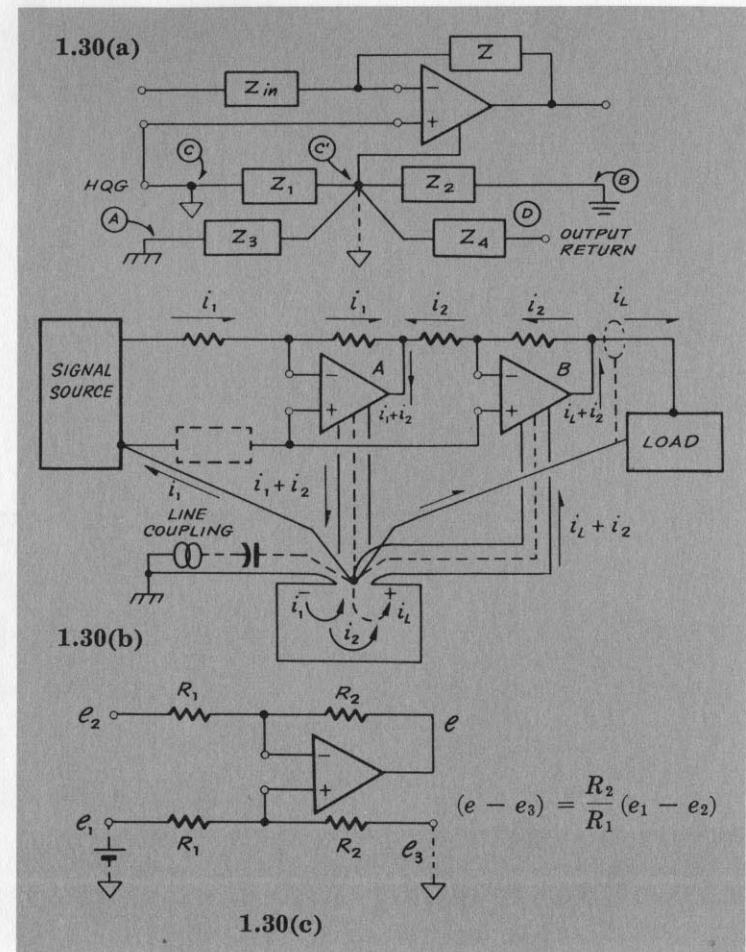 1.30(a)
Z
Z in
−
+
C
C'
HQG
Z1
Z2
B
A
Z3
D
Z4
OUTPUT
RETURN
i1
i1
i2
i2
iL
SIGNAL
SOURCE
A
B
−
+
−
+
i1+i2
iL+i2
LOAD
i1
i1+i2
LINE
COUPLING
iL+i2
−
+
i1
i2
iL
1.30(b)
R1
R2
e2
e
−
+
(e − e3) = R2/R1 (e1 − e2)
e1
R1
R2
e3
1.30(c)